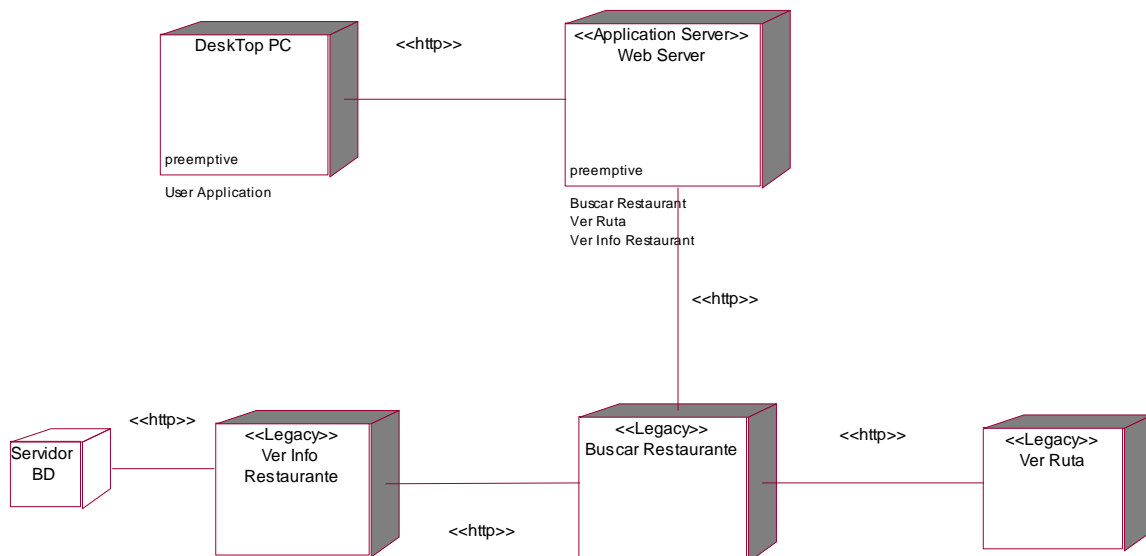 DeskTop PC
<<http>>
<<Application Server>>
Web Server
preemptive
preemptive
User Application
Buscar Restaurant
Ver Ruta
Ver Info Restaurant
<<http>>
<<http>>
Servidor
BD
<<Legacy>>
Ver Info
Restaurante
<<Legacy>>
Buscar Restaurante
<<http>>
<<Legacy>>
Ver Ruta
<<http>>